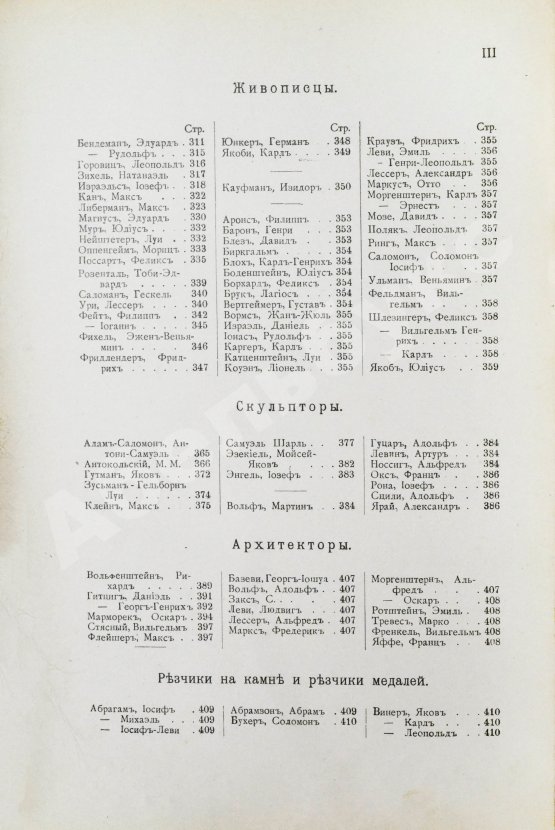 III
Живописцы.
Стр.
Бендеманъ, Эдуардъ . 311
— Рудольфъ . . . 315
Горовицъ, Леопольдъ 316
Зихель, Натанаэль . 317
Израэльсъ, Іозефъ . . 318
Канъ, Максъ . . . 322
Либерманъ, Максъ . . 323
Магнусъ, Эдуардъ . . 330
Муръ, Юліусъ . . . 332
Нейштетеръ, Луи . . 332
Оппенгеймъ, Морицъ . 333
Поссартъ, Феликсъ . . 335
Розенталь, Тоби-Эд-
вардъ . . . . . 339
Саломанъ, Гескель . . 340
Ури, Лессеръ . . . 340
Фейтъ, Филиппъ . . 342
— Іоганнъ . . . . 345
Фихель, Эженъ-Венья-
минъ . . . . . 346
Фридлендеръ, Фрид-
рихъ . . . . . 347
Стр.
Юнкеръ, Германъ . . 348
Якоби, Карлъ . . . 349
Кауфманъ, Изидоръ . 350
Аронсъ, Филиппъ . . 353
Баронъ, Генри . . . 353
Блезъ, Давидъ . . . 353
Биркгальмъ . . . . 353
Блохъ, Карлъ-Генрихъ 354
Боленштейнъ, Юліусъ 354
Борхардъ, Феликсъ . 354
Брукъ, Лагіосъ . . . 354
Вертгеймеръ, Густавъ . 354
Вормсъ, Жанъ-Жюль 355
Изразль, Даніель . . 355
Іонасъ, Рудольфъ . . 355
Каргеръ, Карлъ . . . 355
Катценштейнъ, Луи . 355
Коуэнъ, Ліонель . . . 355
Стр.
Краувъ, Фридрихъ . . 355
Леви, Эмиль . . . . 356
- Генри-Леопольдъ 355
Лессеръ, Александръ . 356
Маркусъ, Отто . . . 356
Моргенштернъ, Карлъ 357
— Эрнестъ . . . 357
Мозе, Давидъ . . . . 357
Полякъ, Леопольдъ . . 357
Рингъ, Максъ . . . . 357
Саломонъ, Соломонъ
Іосифъ . . . . . 357
Ульманъ, Веньяминъ . 357
Фельдманъ, Виль-
гельмъ . . . . . 358
Шлезингеръ, Феликсъ . 358
— Вильгельмъ Ген-
рихъ . . . . . 358
— Карлъ . . . . 358
Якобъ, Юліусъ . . . 359
Скульпторы.
Адамъ-Саломонъ, Ан-
тони-Самуэль . . . 365
Антокольскій, М. М. . 366
Гутманъ, Яковъ . . . 372
Зусьманъ - Гельборнъ
Луи . . . . . . 374
Клейнъ, Максъ . . . 375
Самуэль Шарль . . . 377
Эзекіель, Мойсей-
Яковъ . . . . . 382
Энгель, Іозефъ . . . 383
Вольфъ, Мартинъ . . 384
Гуцаръ, Адольфъ . . 384
Левинъ, Артуръ . . . 384
Носсигъ, Альфредъ . 384
Оксъ, Францъ . . . 386
Рона, Іозефъ . . . . 386
Сцили, Адольфъ . . 386
Ярай, Александръ . . 386
Архитекторы.
Вольфенштейнъ, Ри-
хардъ . . . . . 389
Гитцигъ, Даніэль . . 391
— Георгъ-Генрихъ 392
Марморекъ, Оскаръ . 394
Стясный, Вильгельмъ 397
Флейшеръ, Максъ . . 397
Базеви, Георгъ-Іошуа . 407
Вольфъ, Адольфъ . . 407
Заксъ, С. . . . . . 407
Леви, Людвигъ . . . 407
Лессеръ, Альфредъ . . 407
Марксъ, Фредерикъ . 407
Моргенштернъ, Аль-
фредъ . . . . . 407
— Оскаръ . . . . 408
Ротштейнъ, Эмиль . . 408
Тревесъ, Марко . . . 408
Френкель, Вильгельмъ 408
Яффе, Францъ . . . 408
Рѣзчики на камнѣ и рѣзчики медалей.
Абрагамъ, Іосифъ . 409
— Михаэль . . . 409
— Іосифъ-Леви . . 409
Абрамзонъ, Абрамъ . 409
Бухеръ, Соломонъ . . 410
Винеръ, Яковъ . . . 410
— Карлъ . . . . 410
— Леопольдъ . . . 410